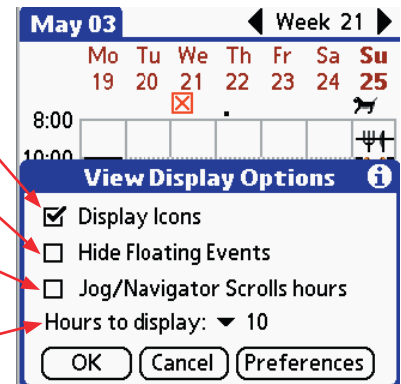 May 03 Week 21
Mo Tu We Th Fr Sa Su
19 20 21 22 23 24 25
8:00
10:00
View Display Options i
Display Icons
Hide Floating Events
Jog/Navigator Scrolls hours
Hours to display: 10
OK Cancel Preferences